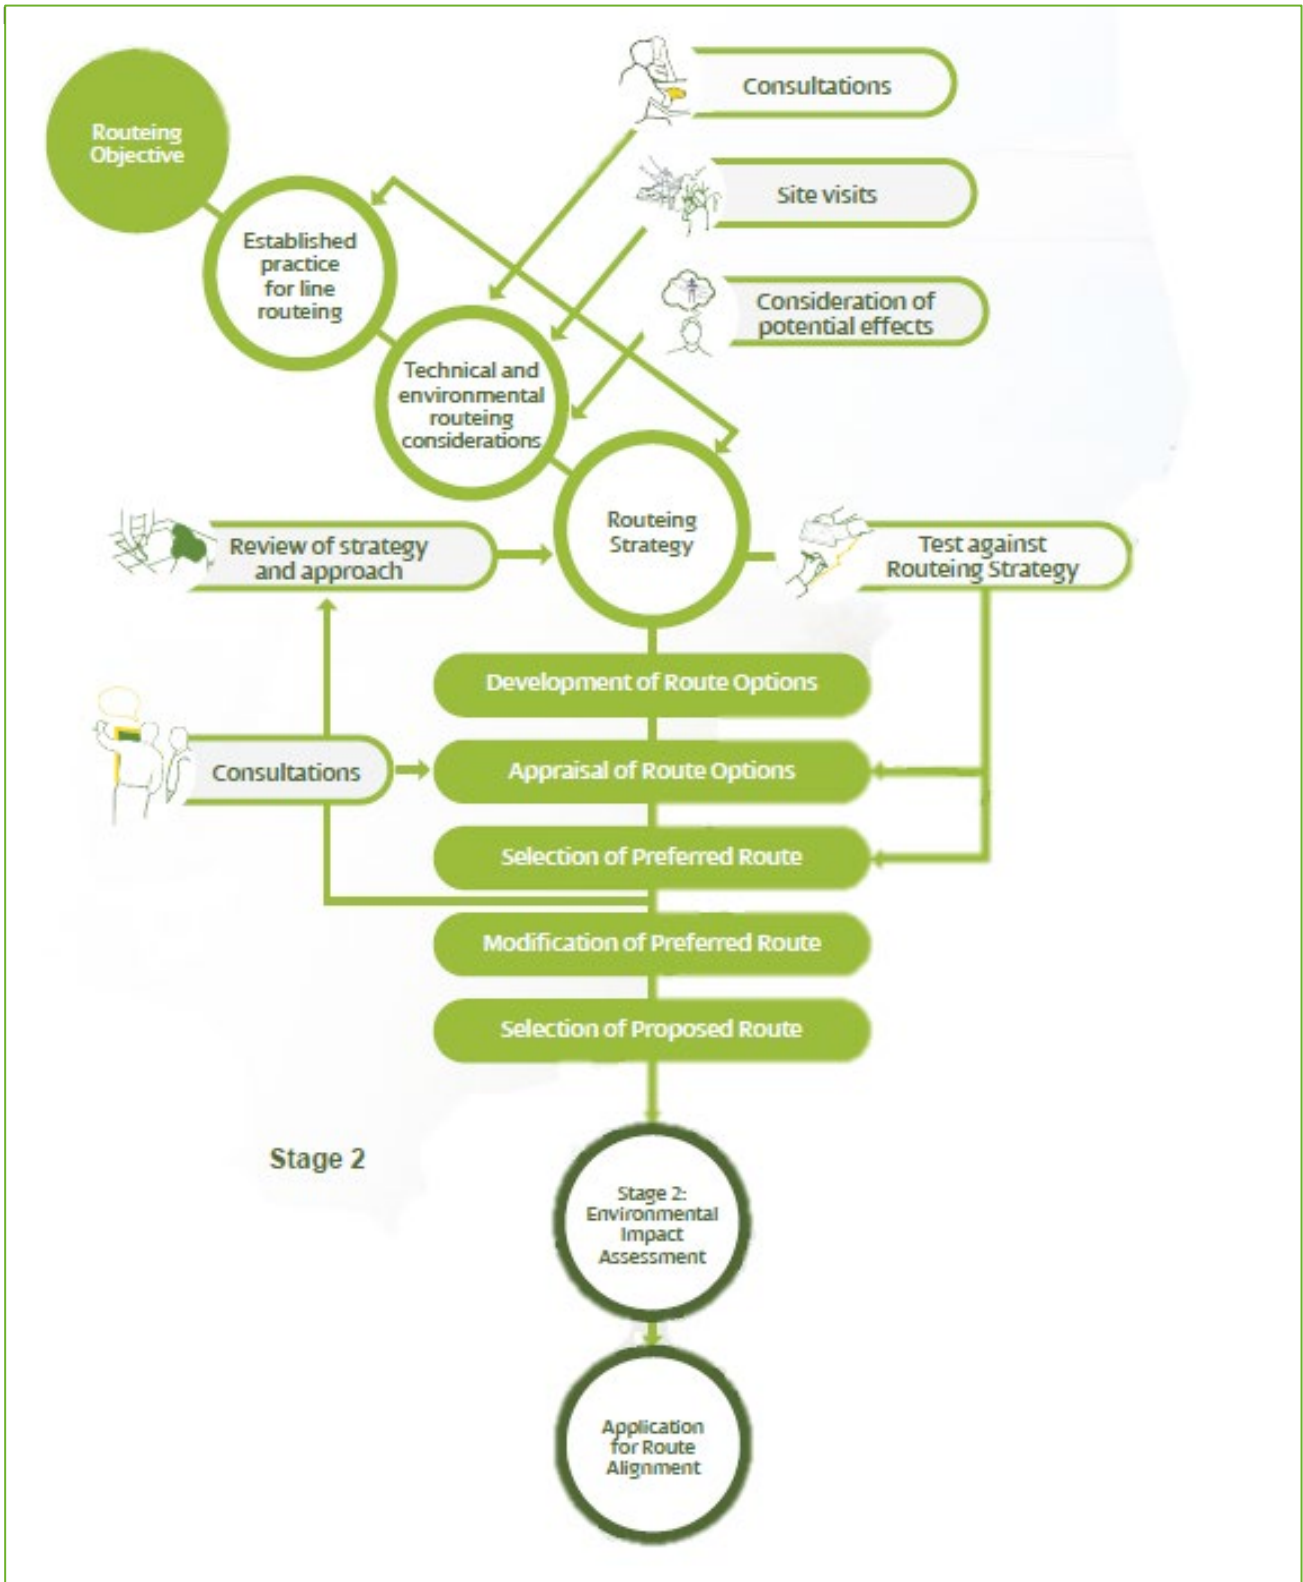 Routeing
Objective
Consultations
Site visits
Established
practice
for line
routeing
Consideration of
potential effects
Technical and
environmental
routeing
considerations
Routeing
Strategy
Review of strategy
and approach
Test against
Routeing Strategy
Development of Route Options
Consultations
Appraisal of Route Options
Selection of Preferred Route
Modification of Preferred Route
Selection of Proposed Route
Stage 2
Stage 2:
Environmental
Impact
Assessment
Application
for Route
Alignment